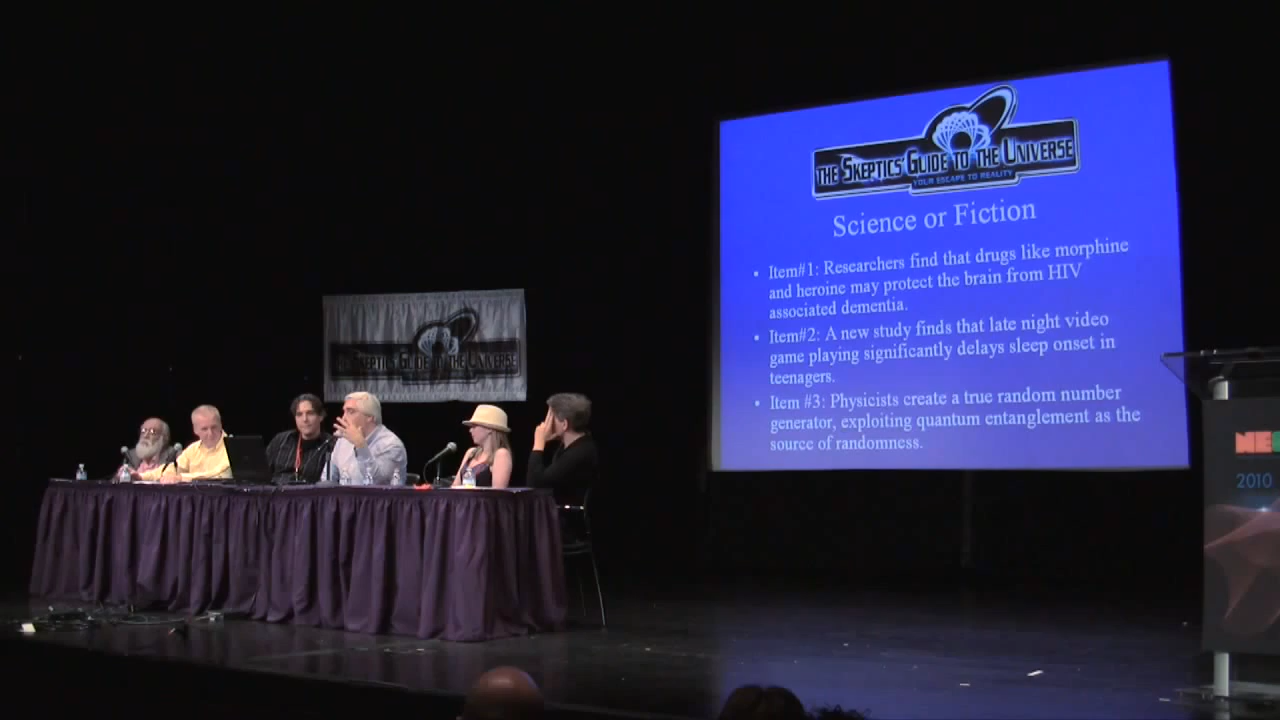 THE SKEPTICS' GUIDE TO THE UNIVERSE
YOUR ESCAPE TO REALITY
Science or Fiction
• Item#1: Researchers find that drugs like morphine
and heroine may protect the brain from HIV
associated dementia.
• Item#2: A new study finds that late night video
game playing significantly delays sleep onset in
teenagers.
• Item #3: Physicists create a true random number
generator, exploiting quantum entanglement as the
source of randomness.
THE SKEPTICS' GUIDE TO THE UNIVERSE
2010